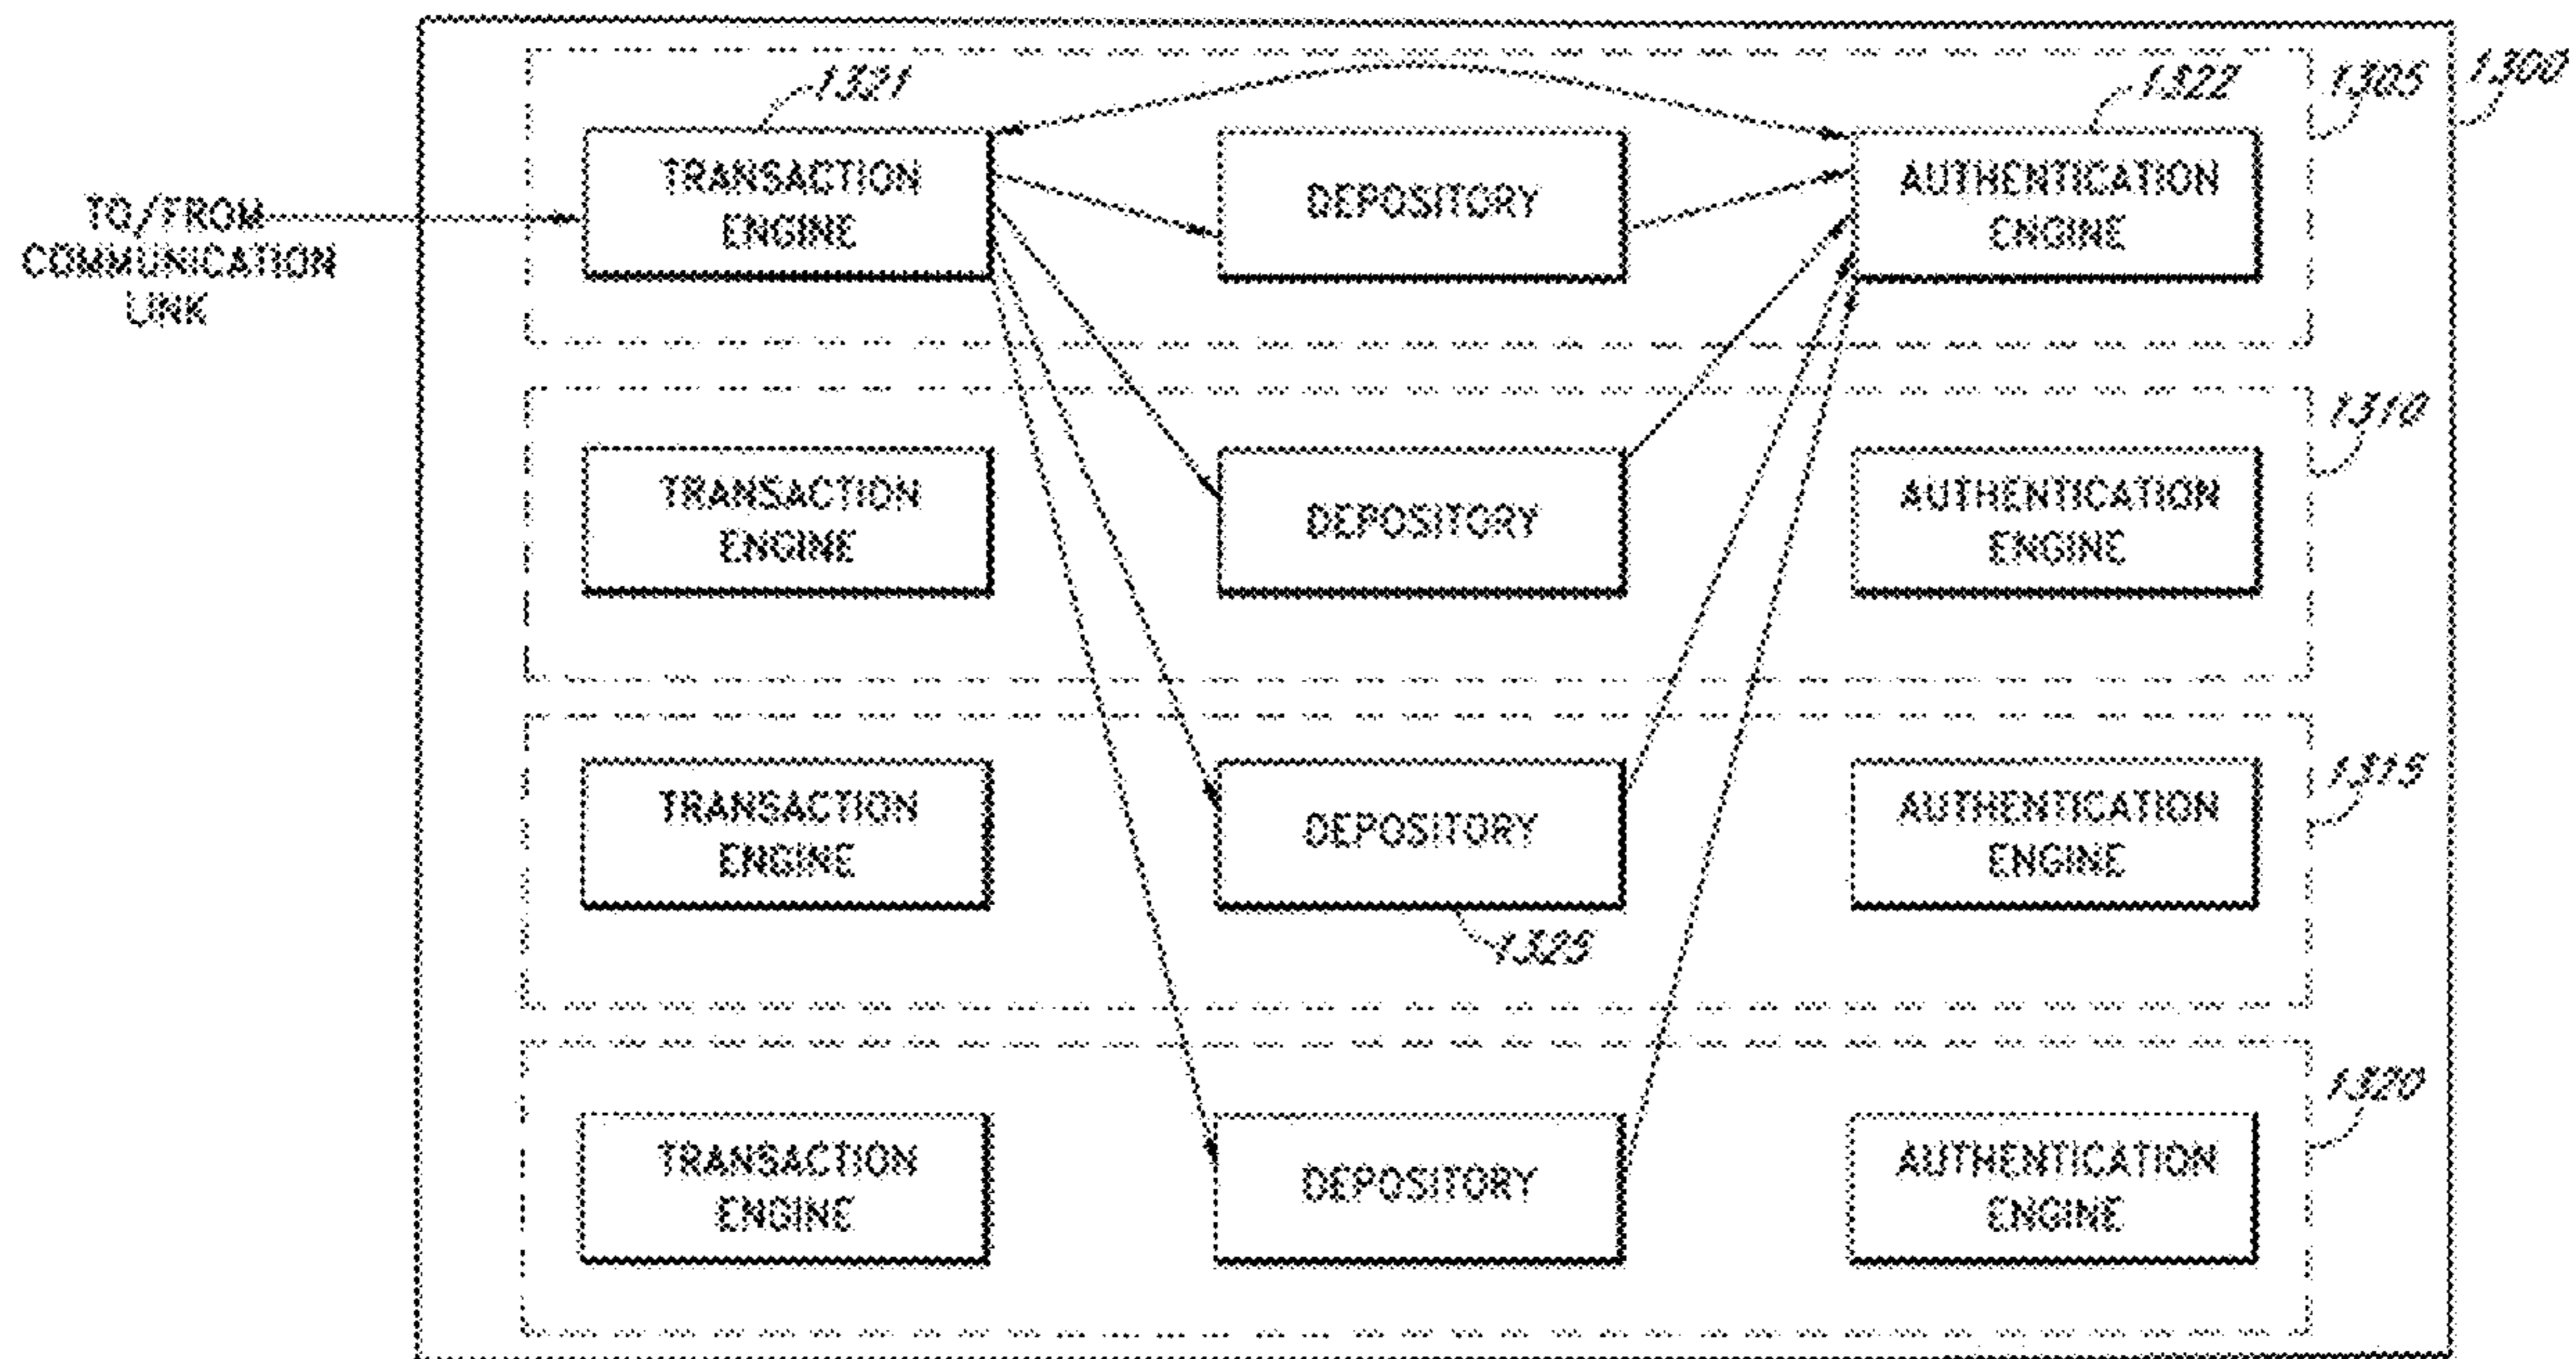 1321
1322
1305
1300
TRANSACTION
ENGINE
DEPOSITORY
AUTHENTICATION
ENGINE
TO/FROM
COMMUNICATION
LINK
1310
TRANSACTION
ENGINE
DEPOSITORY
AUTHENTICATION
ENGINE
1315
TRANSACTION
ENGINE
DEPOSITORY
AUTHENTICATION
ENGINE
1325
1320
TRANSACTION
ENGINE
DEPOSITORY
AUTHENTICATION
ENGINE